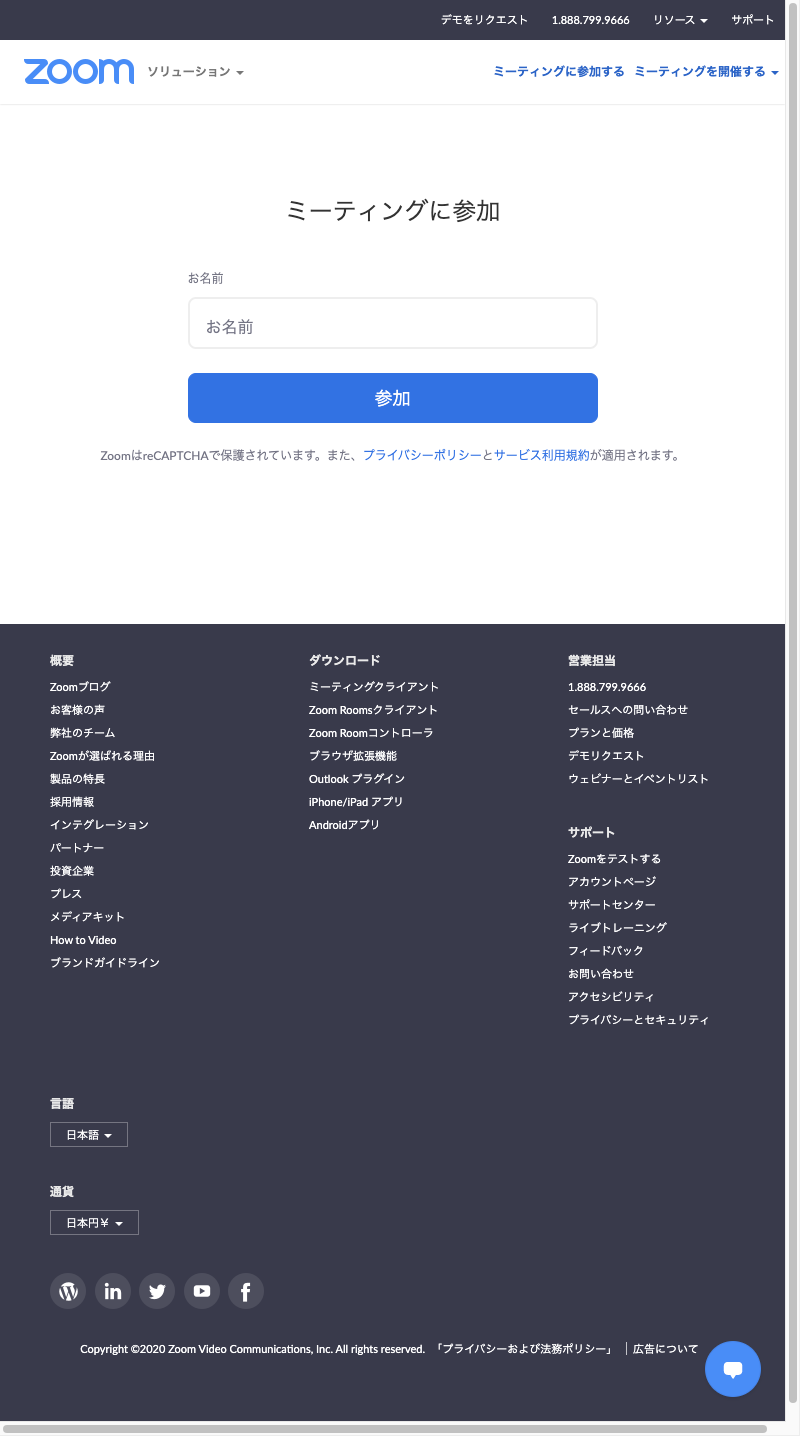 デモをリクエスト 1.888.799.9666 リソース サポート
zoom ソリューション ミーティングに参加する ミーティングを開催する
ミーティングに参加
お名前
お名前
参加
ZoomはreCAPTCHAで保護されています。また、プライバシーポリシーとサービス利用規約が適用されます。
概要
Zoomブログ
お客様の声
弊社のチーム
Zoomが選ばれる理由
製品の特長
採用情報
インテグレーション
パートナー
投資企業
プレス
メディアキット
How to Video
ブランドガイドライン
ダウンロード
ミーティングクライアント
Zoom Roomsクライアント
Zoom Roomコントローラ
ブラウザ拡張機能
Outlook プラグイン
iPhone/iPad アプリ
Androidアプリ
営業担当
1.888.799.9666
セールスへの問い合わせ
プランと価格
デモリクエスト
ウェビナーとイベントリスト
サポート
Zoomをテストする
アカウントページ
サポートセンター
ライブトレーニング
フィードバック
お問い合わせ
アクセシビリティ
プライバシーとセキュリティ
言語
日本語
通貨
日本円￥
Copyright ©2020 Zoom Video Communications, Inc. All rights reserved. 「プライバシーおよび法務ポリシー」 | 広告について